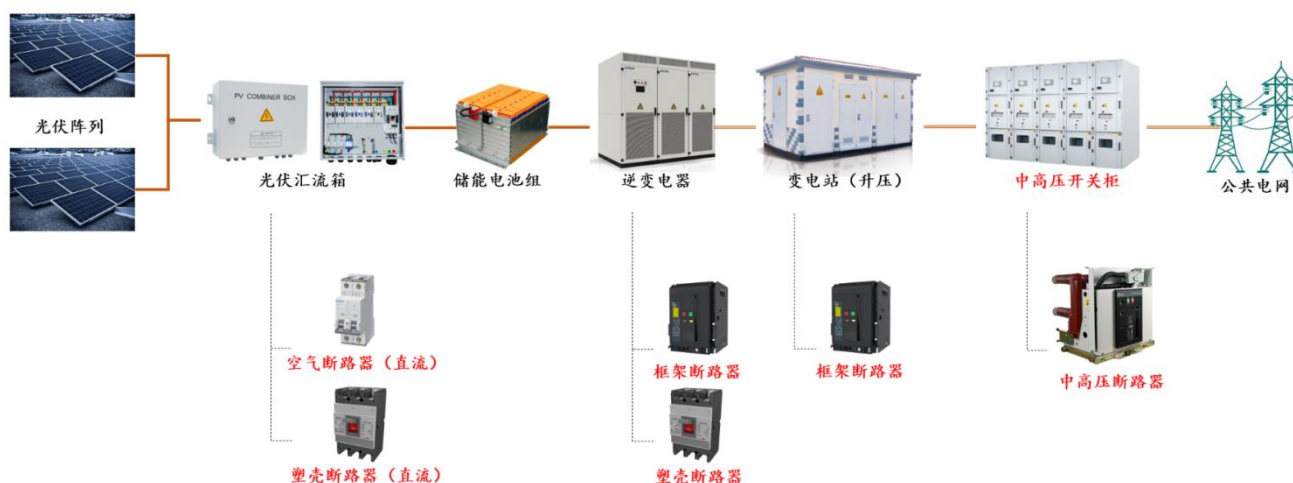 光伏阵列
PV COMBINER BOX
光伏汇流箱
储能电池组
逆变电器
变电站（升压）
中高压开关柜
公共电网
空气断路器（直流）
框架断路器
框架断路器
中高压断路器
塑壳断路器（直流）
塑壳断路器